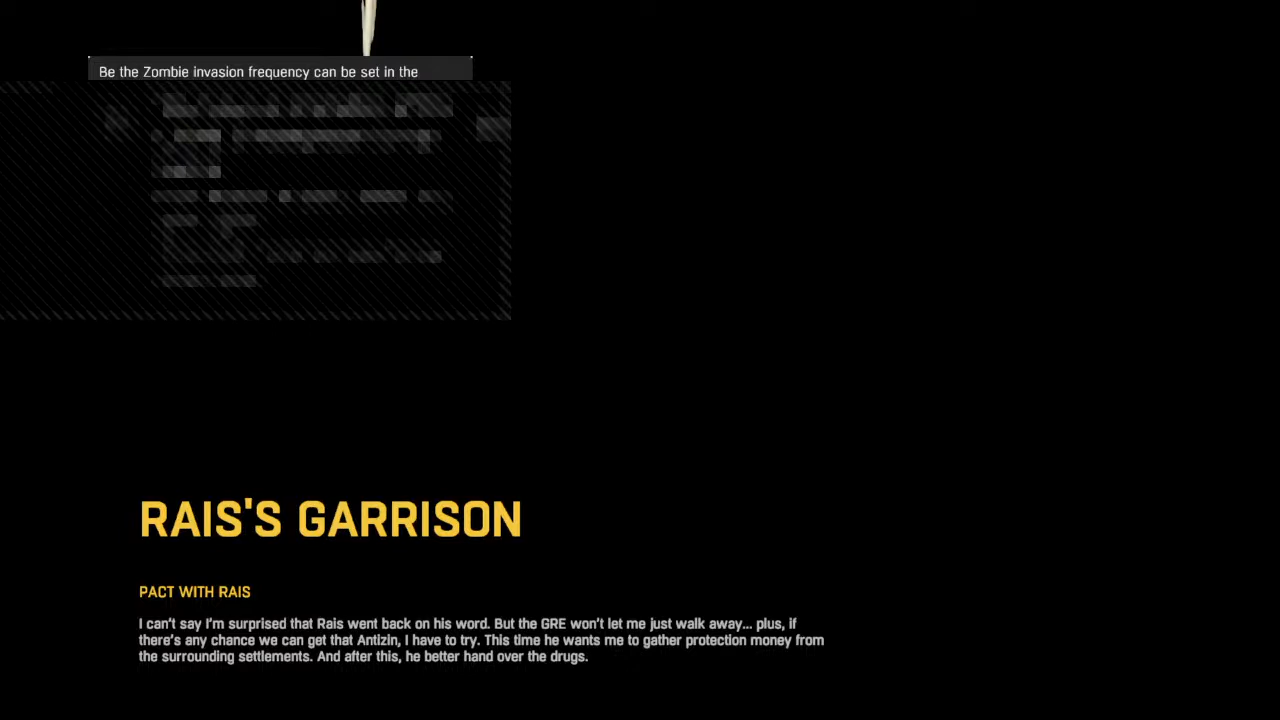 Be the Zombie invasion frequency can be set in the
RAIS'S GARRISON
PACT WITH RAIS
I can't say I'm surprised that Rais went back on his word. But the GRE won't let me just walk away... plus, if
there's any chance we can get that Antizin, I have to try. This time he wants me to gather protection money from
the surrounding settlements. And after this, he better hand over the drugs.